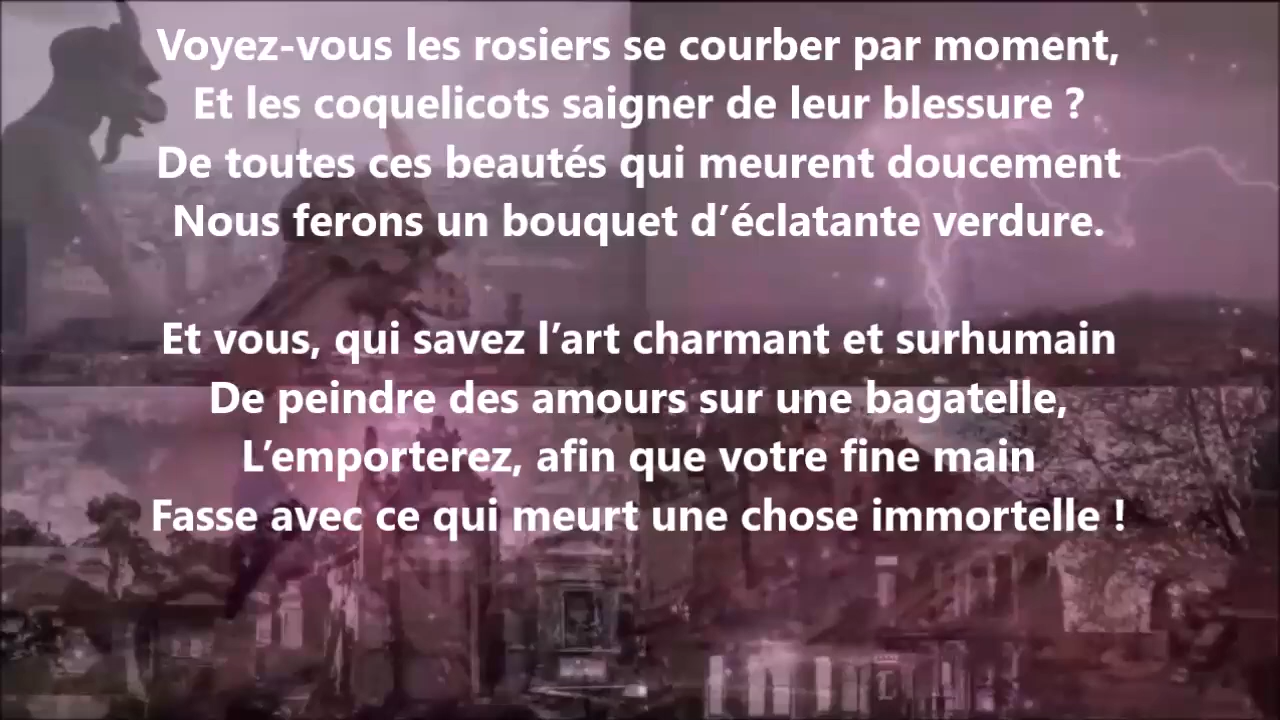 Voyez-vous les rosiers se courber par moment,
Et les coquelicots saigner de leur blessure ?
De toutes ces beautés qui meurent doucement
Nous ferons un bouquet d’éclatante verdure.
Et vous, qui savez l’art charmant et surhumain
De peindre des amours sur une bagatelle,
L’emporterez, afin que votre fine main
Fasse avec ce qui meurt une chose immortelle !